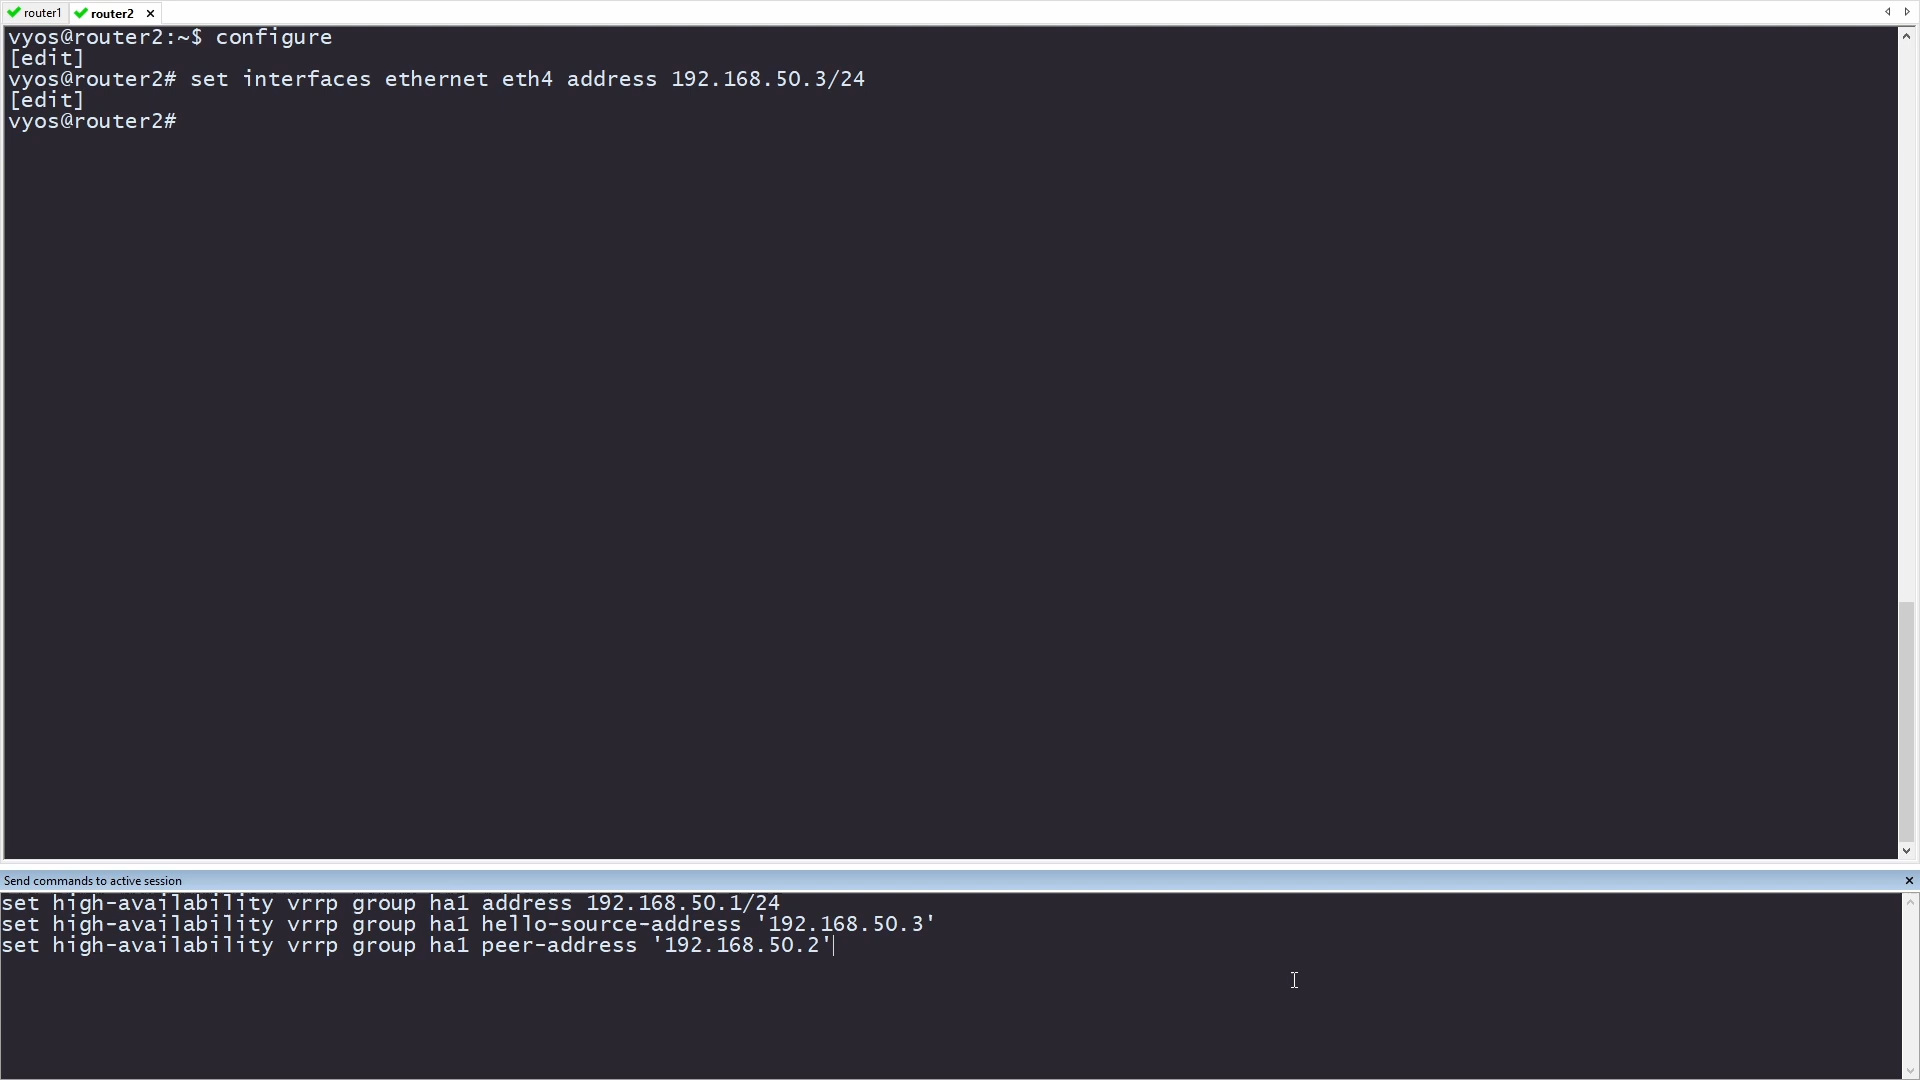 router1 router2
vyos@router2:~$ configure
[edit]
vyos@router2# set interfaces ethernet eth4 address 192.168.50.3/24
[edit]
vyos@router2#
Send commands to active session
set high-availability vrrp group ha1 address 192.168.50.1/24
set high-availability vrrp group ha1 hello-source-address '192.168.50.3'
set high-availability vrrp group ha1 peer-address '192.168.50.2'